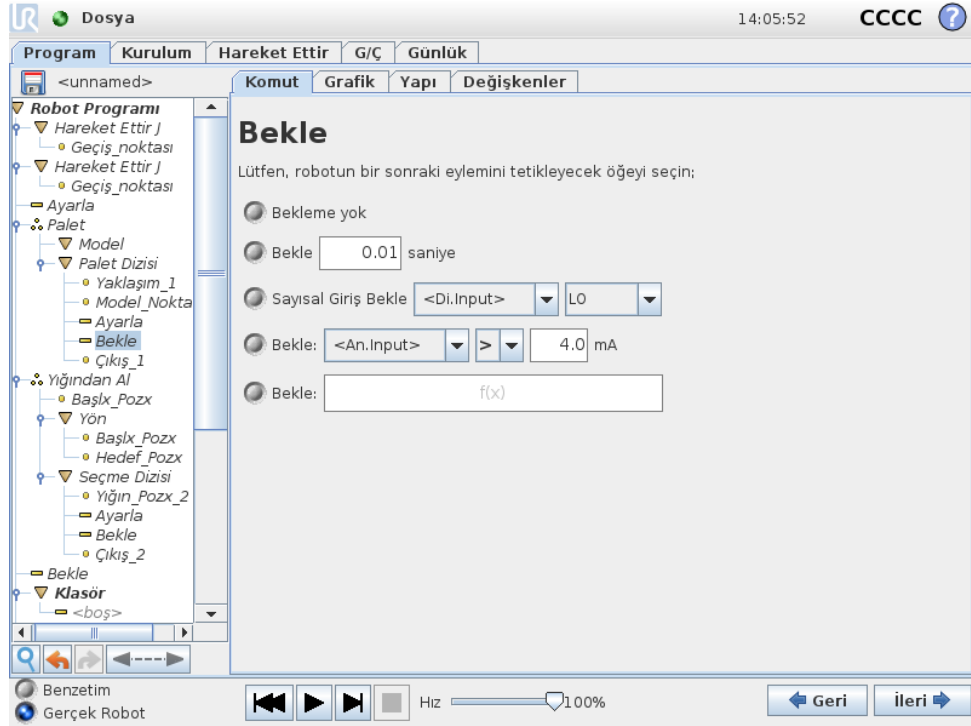 UR Dosya 14:05:52 CCCC ?
Program Kurulum Hareket Ettir G/Ç Günlük
<unnamed>
Komut Grafik Yapı Değişkenler
Robot Programı
Hareket Ettir J
Geçiş_noktası
Hareket Ettir J
Geçiş_noktası
Ayarla
Palet
Model
Palet Dizisi
Yaklaşım_1
Model_Nokta
Ayarla
Bekle
Çıkış_1
Yığından Al
Başlx_Pozx
Yön
Başlx_Pozx
Hedef_Pozx
Seçme Dizisi
Yığın_Pozx_2
Ayarla
Bekle
Çıkış_2
Bekle
Klasör
<boş>
Bekle
Lütfen, robotun bir sonraki eylemini tetikleyecek öğeyi seçin;
Bekleme yok
Bekle 0.01 saniye
Sayısal Giriş Bekle <Di.Input> LO
Bekle: <An.Input> > 4.0 mA
Bekle: f(x)
Benzetim
Gerçek Robot
Hız 100%
Geri İleri